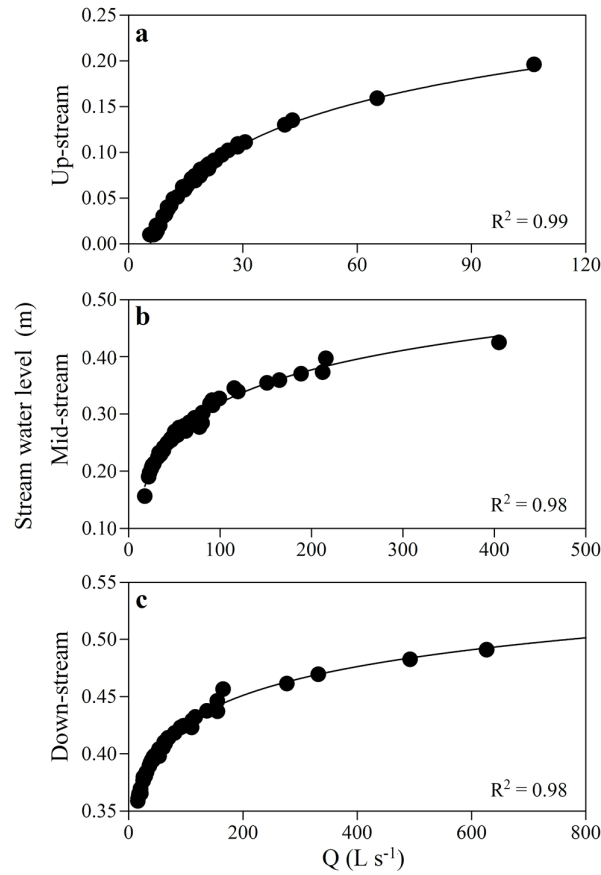 a
0.25
0.20
0.15
0.10
0.05
0.00
Up-stream
R² = 0.99
0 30 60 90 120
b
0.50
0.40
0.30
0.20
0.10
Stream water level (m)
Mid-stream
R² = 0.98
0 100 200 300 400 500
c
0.55
0.50
0.45
0.40
0.35
Down-stream
R² = 0.98
0 200 400 600 800
Q (L s⁻¹)